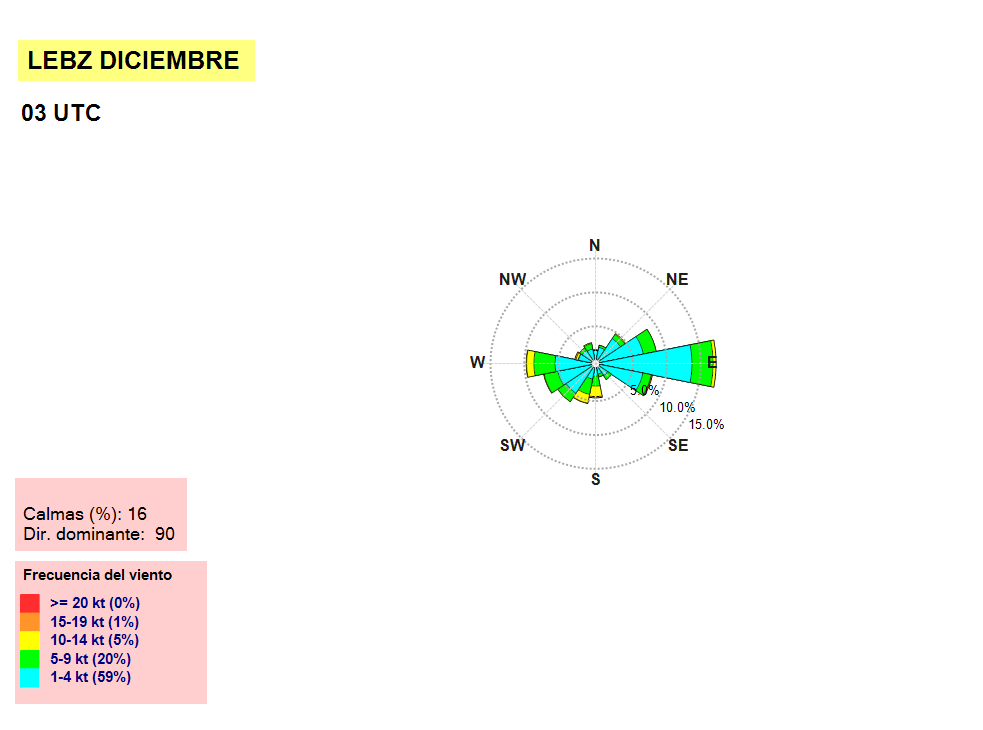 LEBZ DICIEMBRE
03 UTC
N
NW
NE
W
E
5.0%
10.0%
15.0%
SW
SE
S
Calmas (%): 16
Dir. dominante: 90
Frecuencia del viento
>= 20 kt (0%)
15-19 kt (1%)
10-14 kt (5%)
5-9 kt (20%)
1-4 kt (59%)